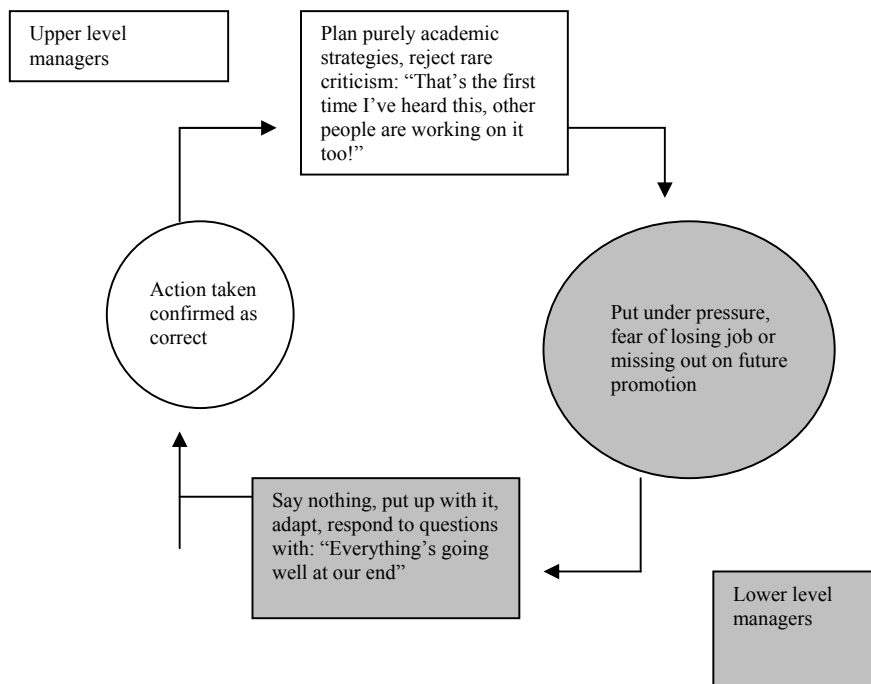 Upper level
managers
Plan purely academic
strategies, reject rare
criticism: “That’s the first
time I’ve heard this, other
people are working on it
too!”
Action taken
confirmed as
correct
Put under pressure,
fear of losing job or
missing out on future
promotion
Say nothing, put up with it,
adapt, respond to questions
with: “Everything’s going
well at our end”
Lower level
managers